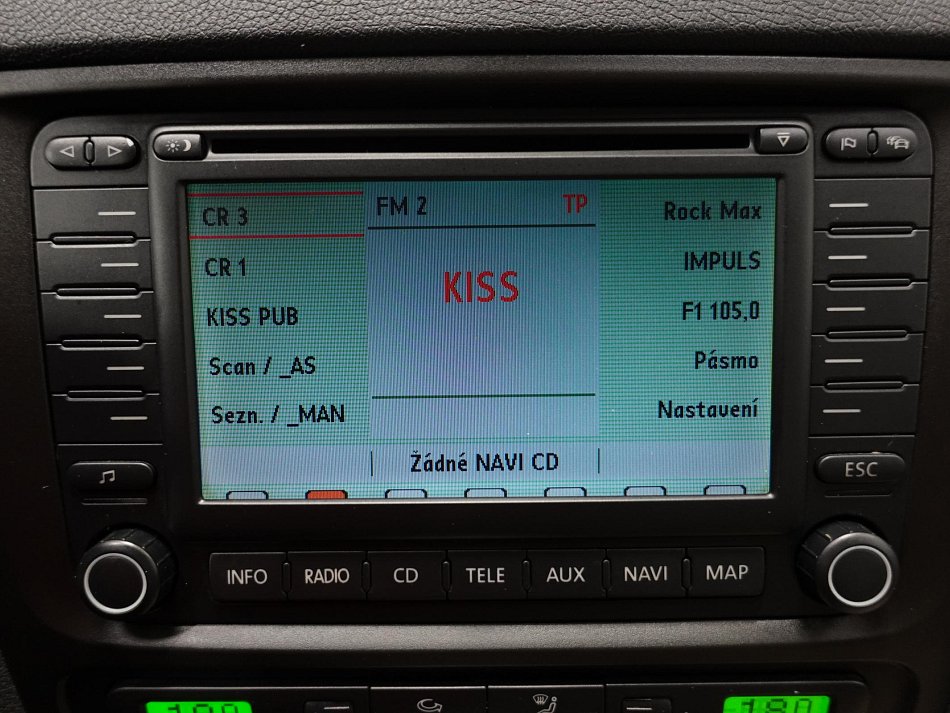 CR 3
FM 2
TP
Rock Max
CR 1
KISS
IMPULS
KISS PUB
F1 105,0
Scan / _AS
Pásmo
Sezn. / _MAN
Nastavení
Žádné NAVI CD
ESC
INFO
RADIO
CD
TELE
AUX
NAVI
MAP